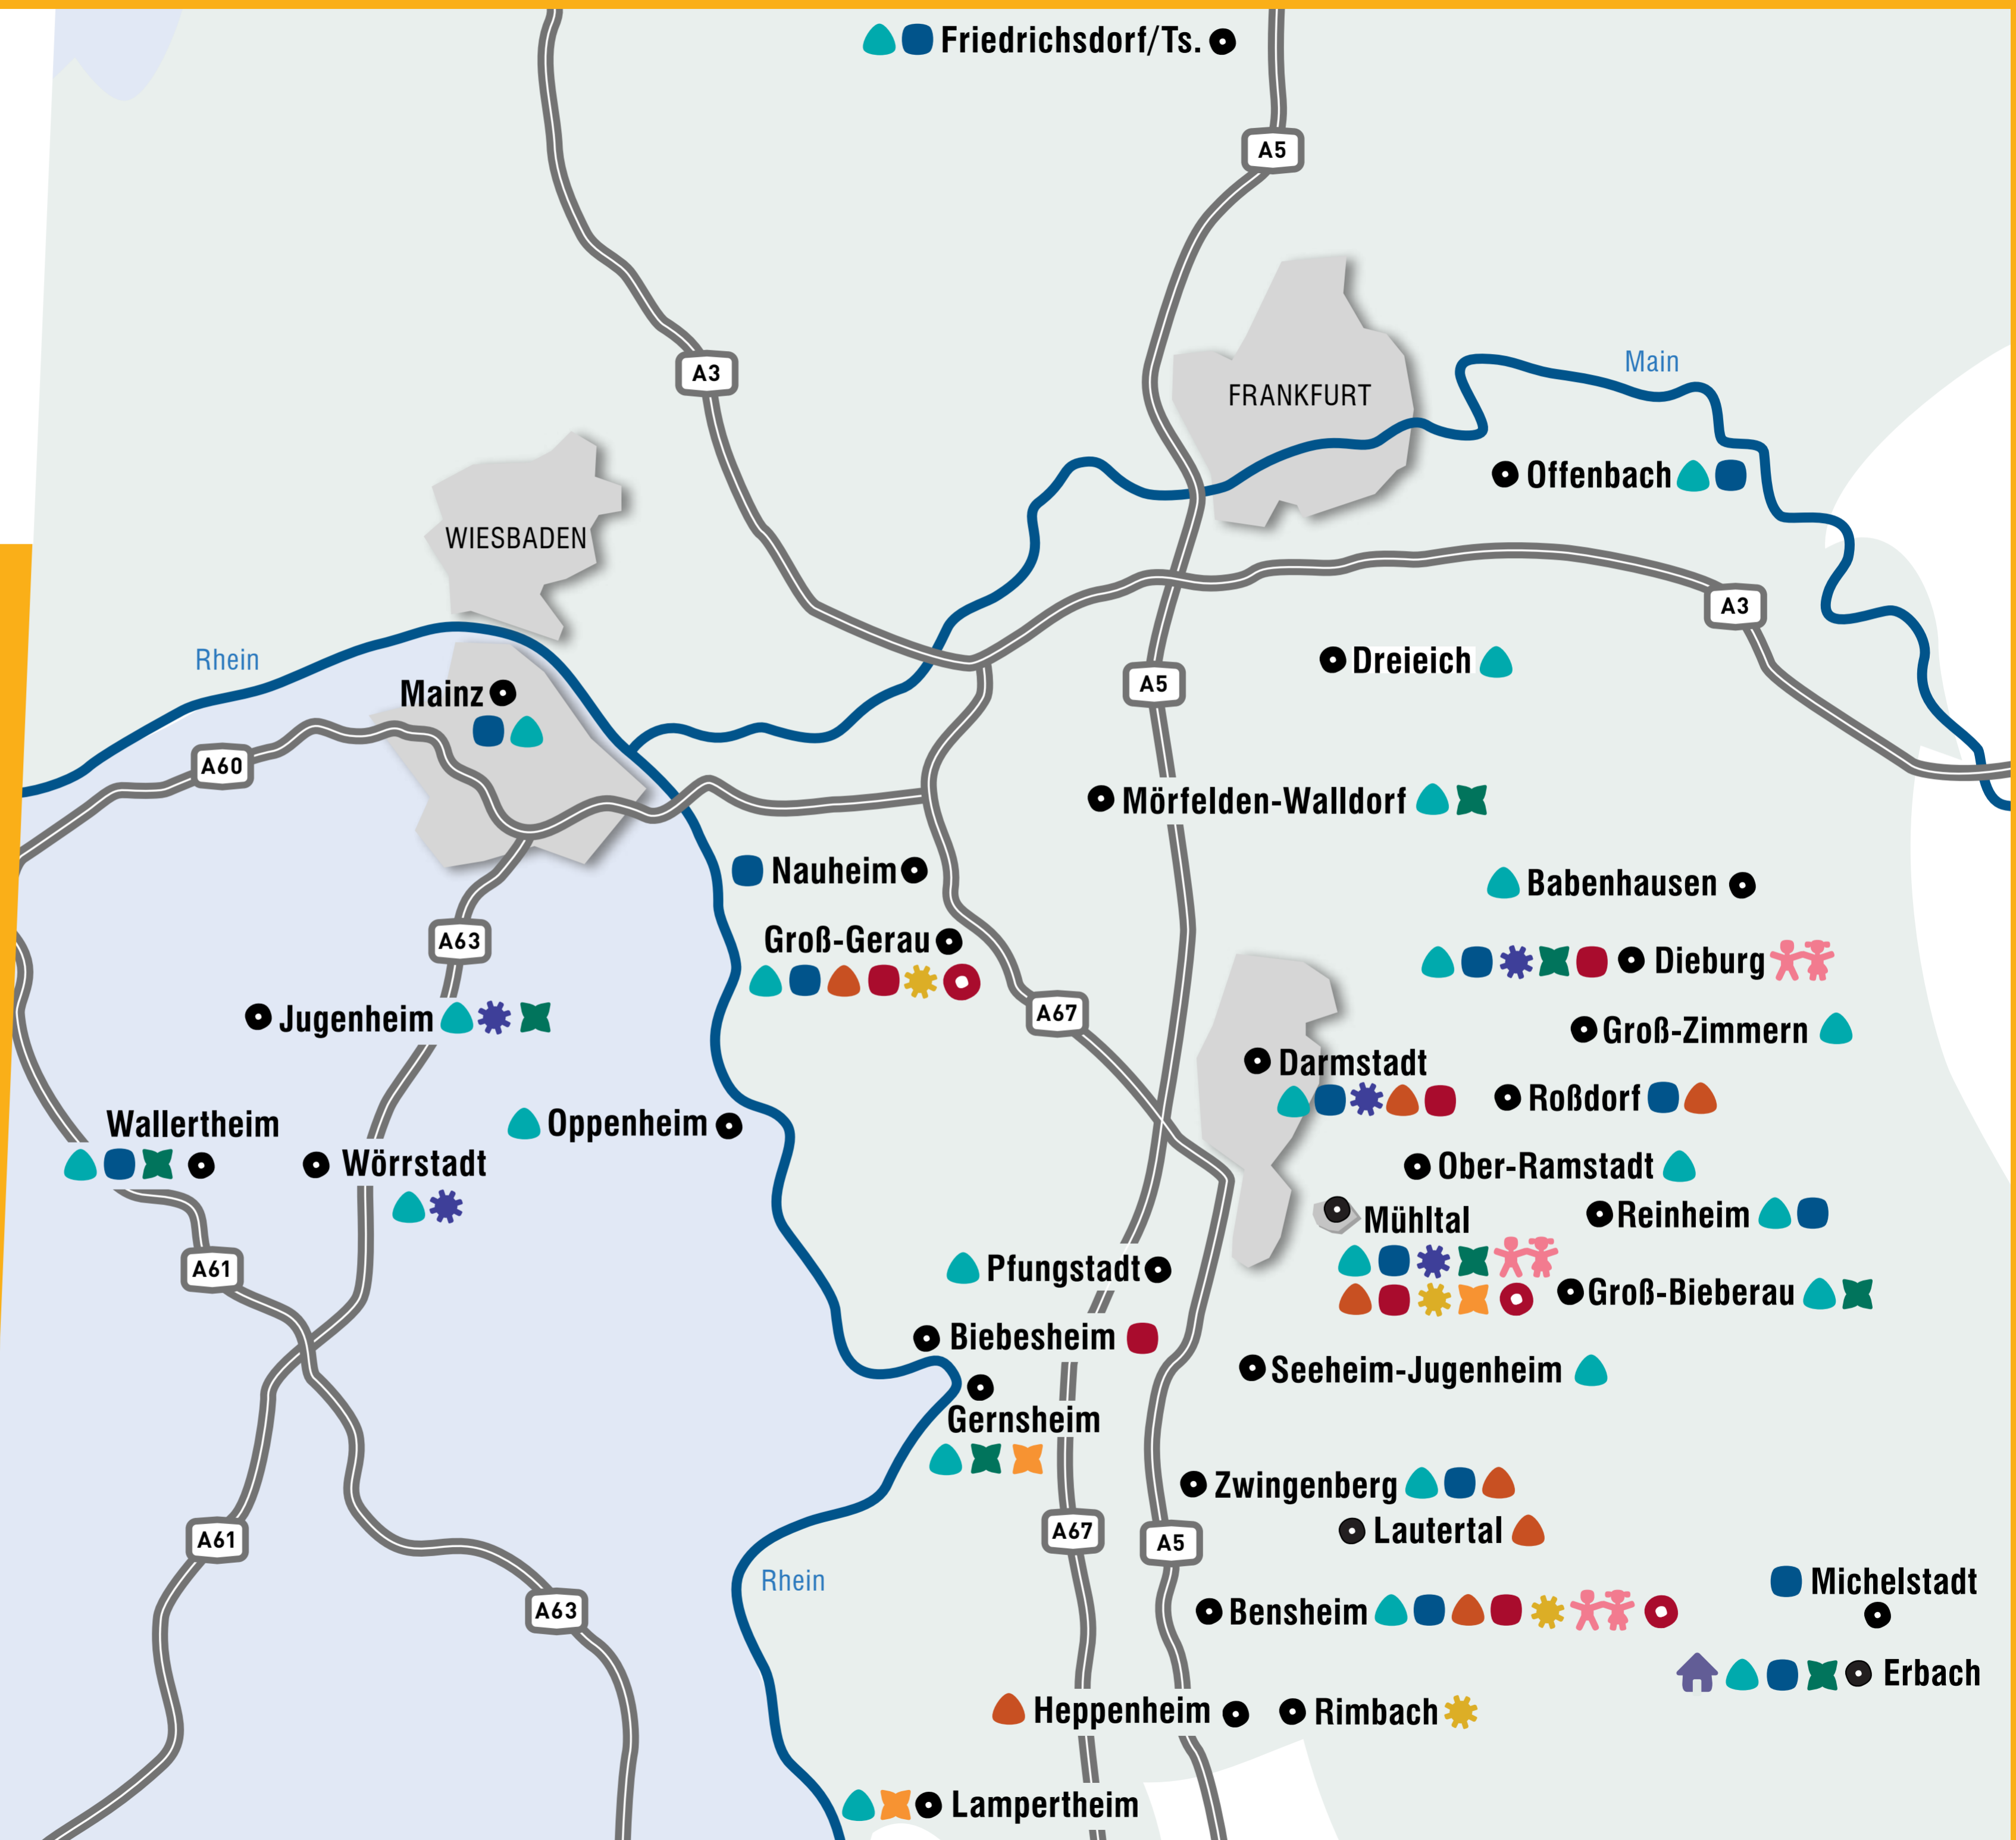 Friedrichsdorf/Ts.
A5
FRANKFURT
Main
A3
Offenbach
WIESBADEN
A3
Rhein
Dreieich
A5
Mainz
A60
Mörfelden-Walldorf
Nauheim
Babenhausen
Groß-Gerau
A63
Dieburg
A67
Jugenheim
Groß-Zimmern
Darmstadt
Roßdorf
Wallertheim
Oppenheim
Wörrstadt
Ober-Ramstadt
Mühltal
Reinheim
A61
Pfungstadt
Groß-Bieberau
Biebesheim
Seeheim-Jugenheim
Gernsheim
Zwingenberg
A61
A67
A5
Lautertal
Rhein
Michelstadt
A63
Bensheim
Erbach
Heppenheim
Rimbach
Lampertheim